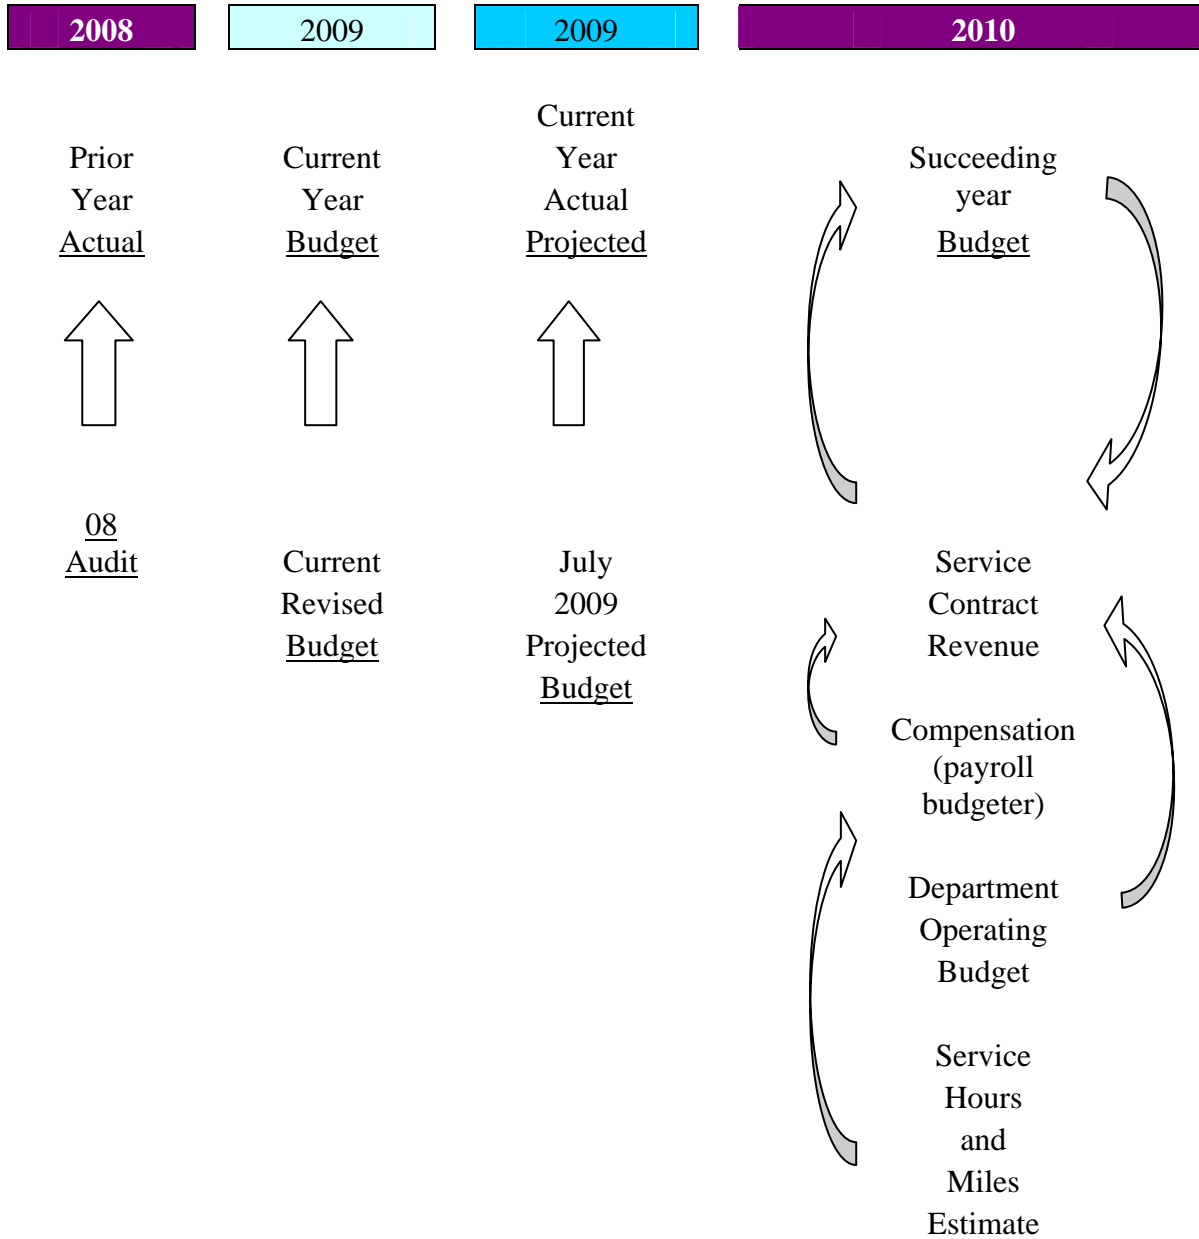 2008
2009
2009
2010
Prior
Year
Actual
Current
Year
Budget
Current
Year
Actual
Projected
Succeeding
year
Budget
08
Audit
Current
Revised
Budget
July
2009
Projected
Budget
Service
Contract
Revenue
Compensation
(payroll
budgeter)
Department
Operating
Budget
Service
Hours
and
Miles
Estimate